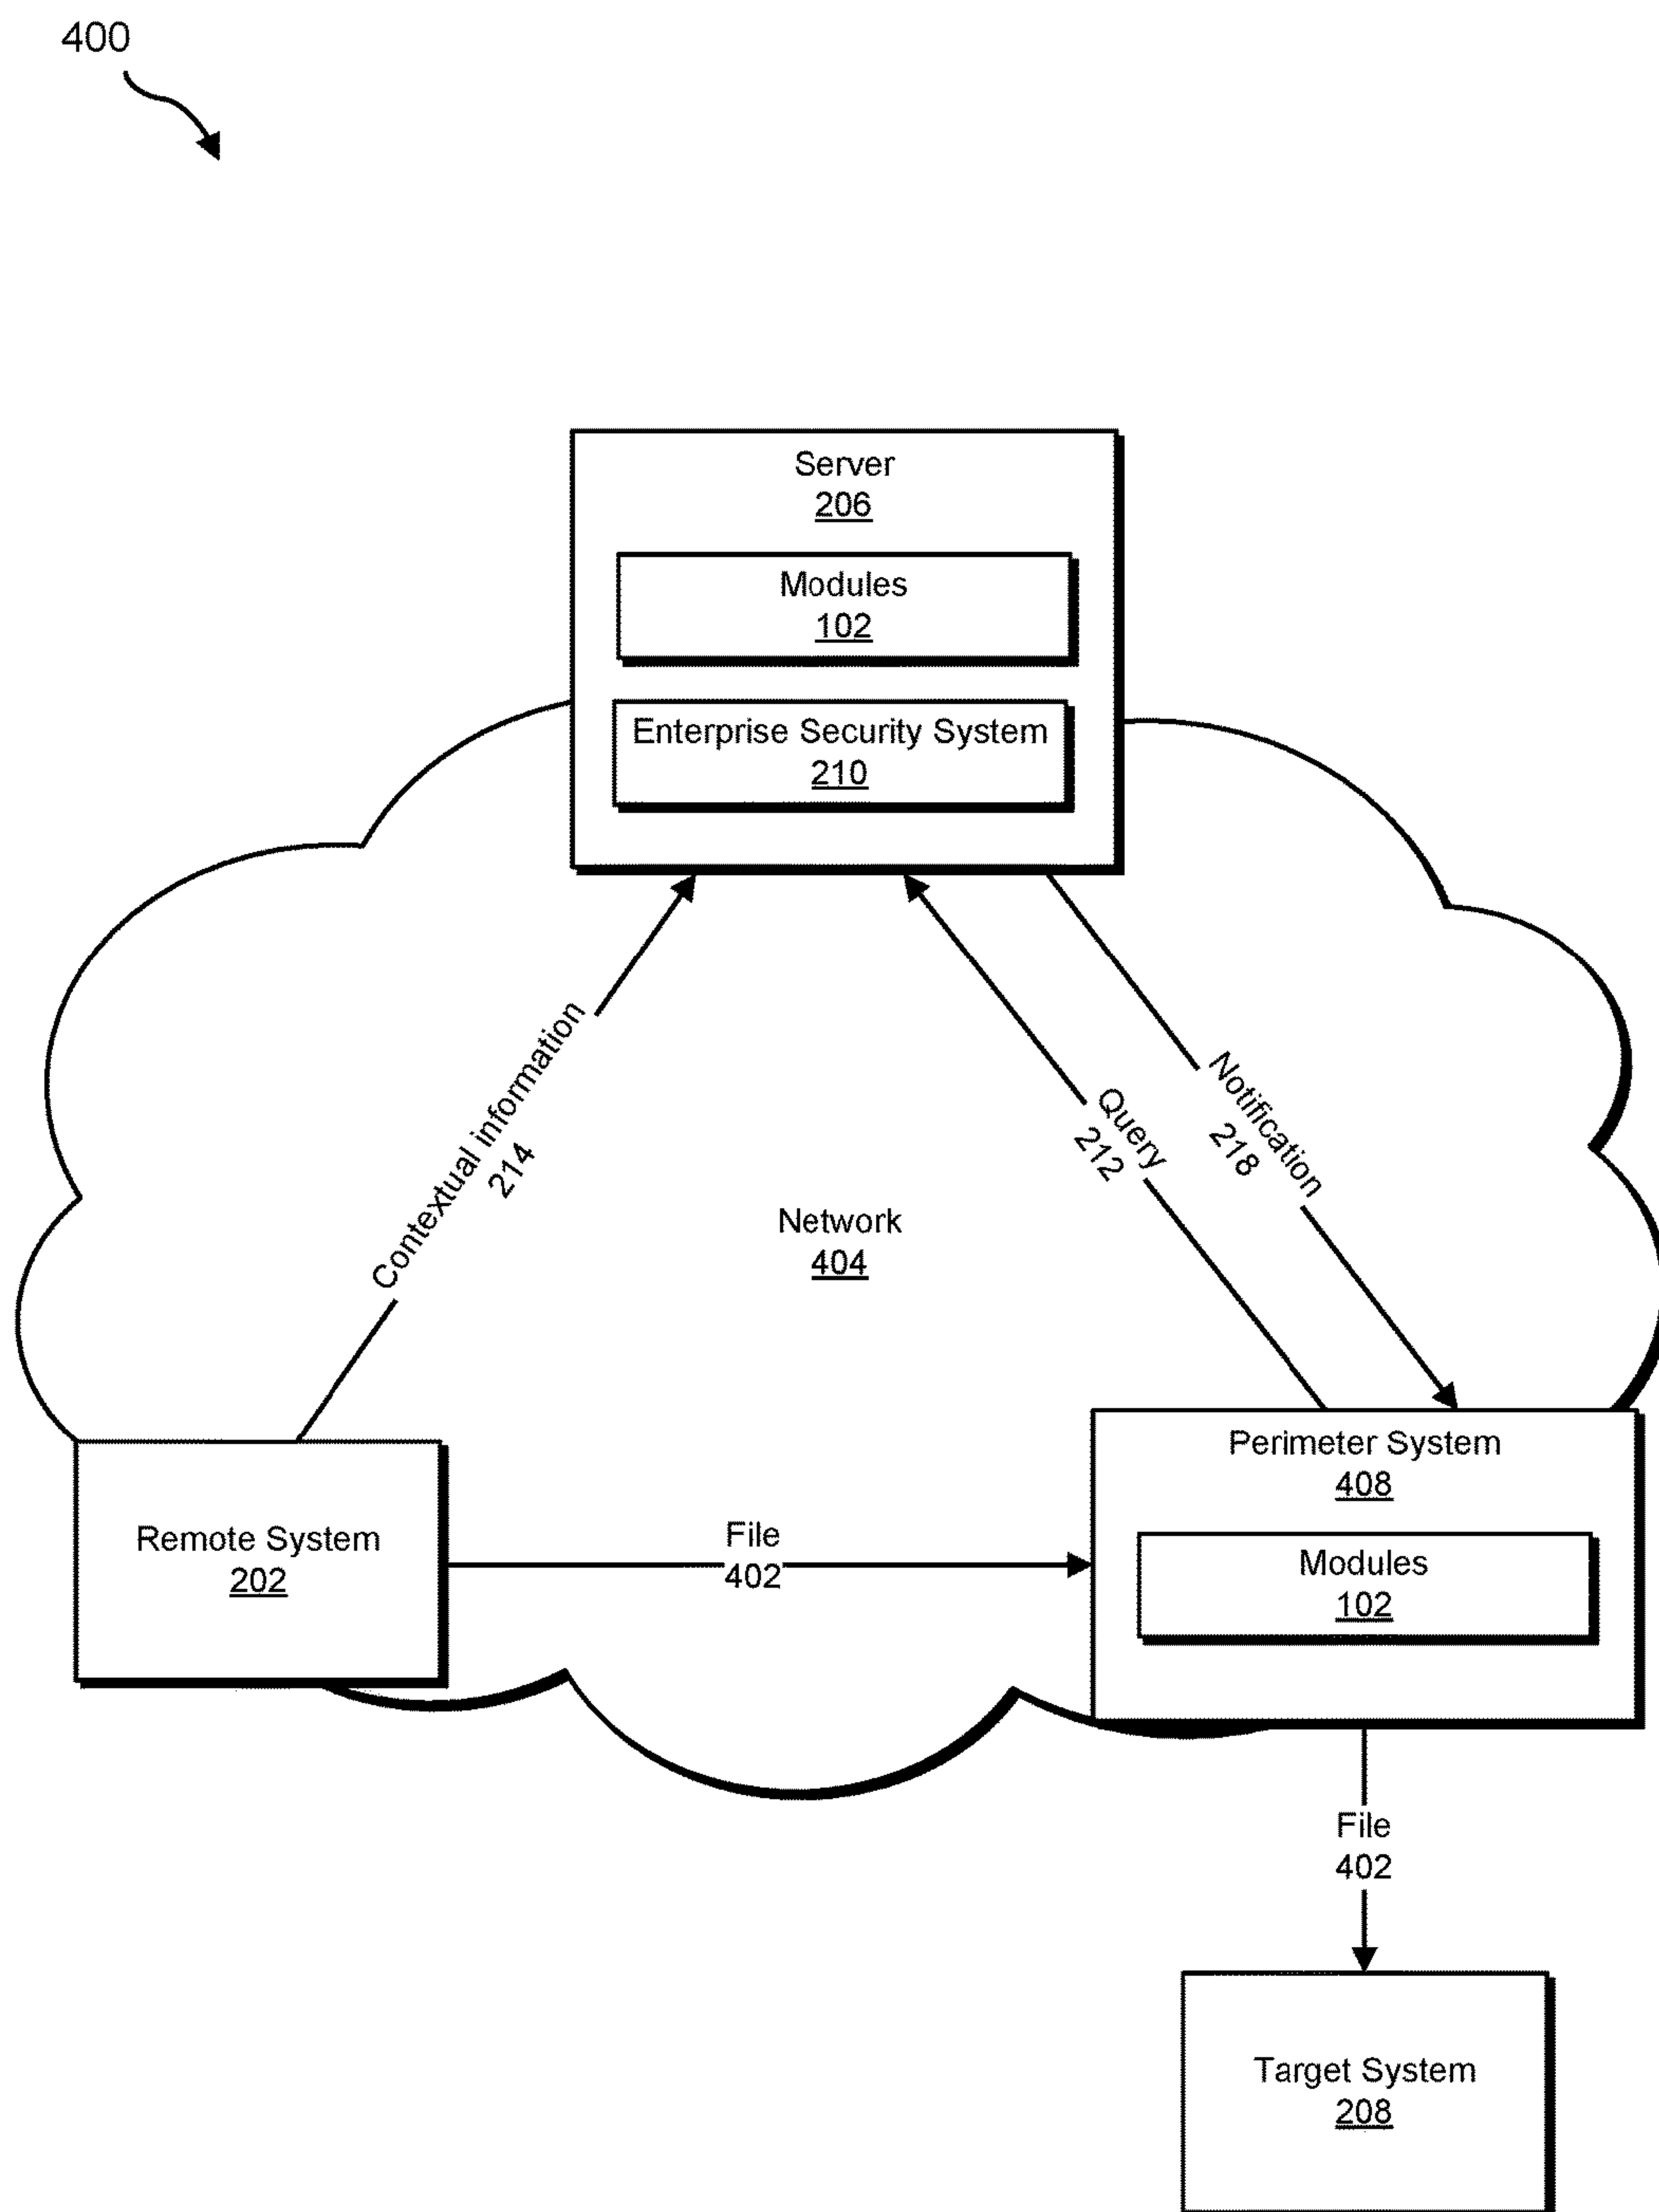 400
Server
206
Modules
102
Enterprise Security System
210
Contextual information
214
Query
212
Notification
218
Network
404
Remote System
202
File
402
Perimeter System
408
Modules
102
File
402
Target System
208